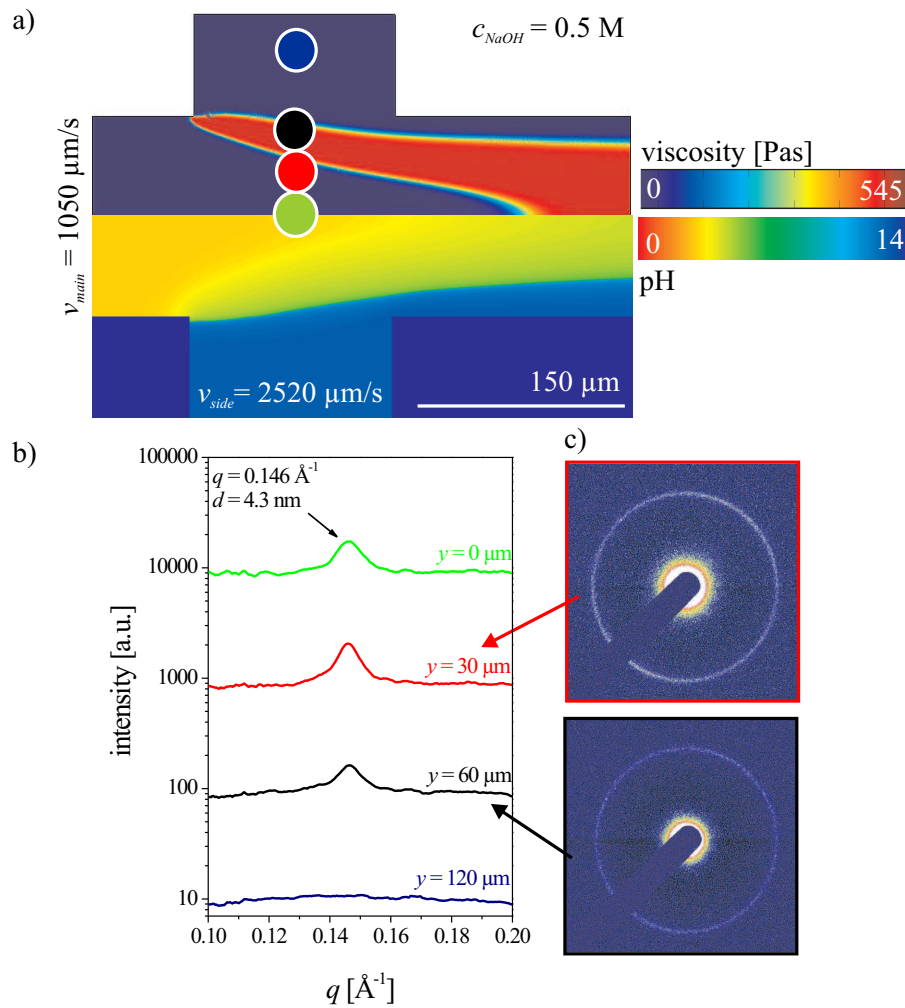 a)
c_NaOH = 0.5 M
viscosity [Pas]
0 545
0 14
pH
v_main = 1050 µm/s
v_side = 2520 µm/s
150 µm
b)
c)
100000
10000
1000
100
10
intensity [a.u.]
q = 0.146 Å⁻¹
d = 4.3 nm
y = 0 µm
y = 30 µm
y = 60 µm
y = 120 µm
0.10 0.12 0.14 0.16 0.18 0.20
q [Å⁻¹]